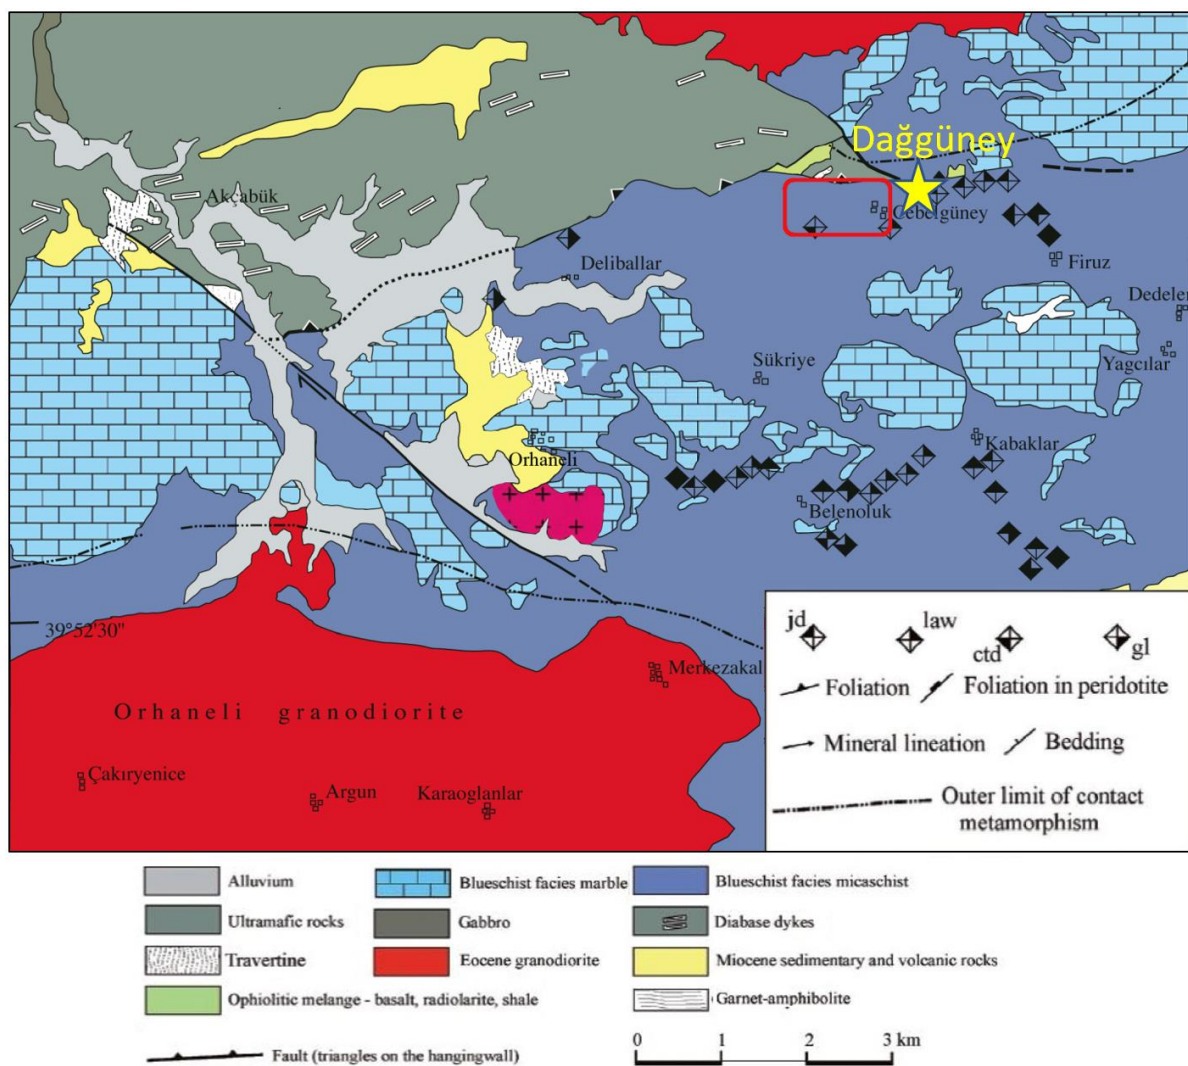 Dağgüney
Akçabük
Cebelgüney
Deliballar
Firuz
Dedeler
Sükriye
Yagcılar
Orhaneli
Kabaklar
Belenoluk
39°52'30"
Merkezakal
Orhaneli granodiorite
Çakıryenice
Argun
Karaoglanlar
jd
law
ctd
gl
Foliation
Foliation in peridotite
Mineral lineation
Bedding
Outer limit of contact
metamorphism
Alluvium
Blueschist facies marble
Blueschist facies micaschist
Ultramafic rocks
Gabbro
Diabase dykes
Travertine
Eocene granodiorite
Miocene sedimentary and volcanic rocks
Ophiolitic melange - basalt, radiolarite, shale
Garnet-amphibolite
Fault (triangles on the hangingwall)
0 1 2 3 km